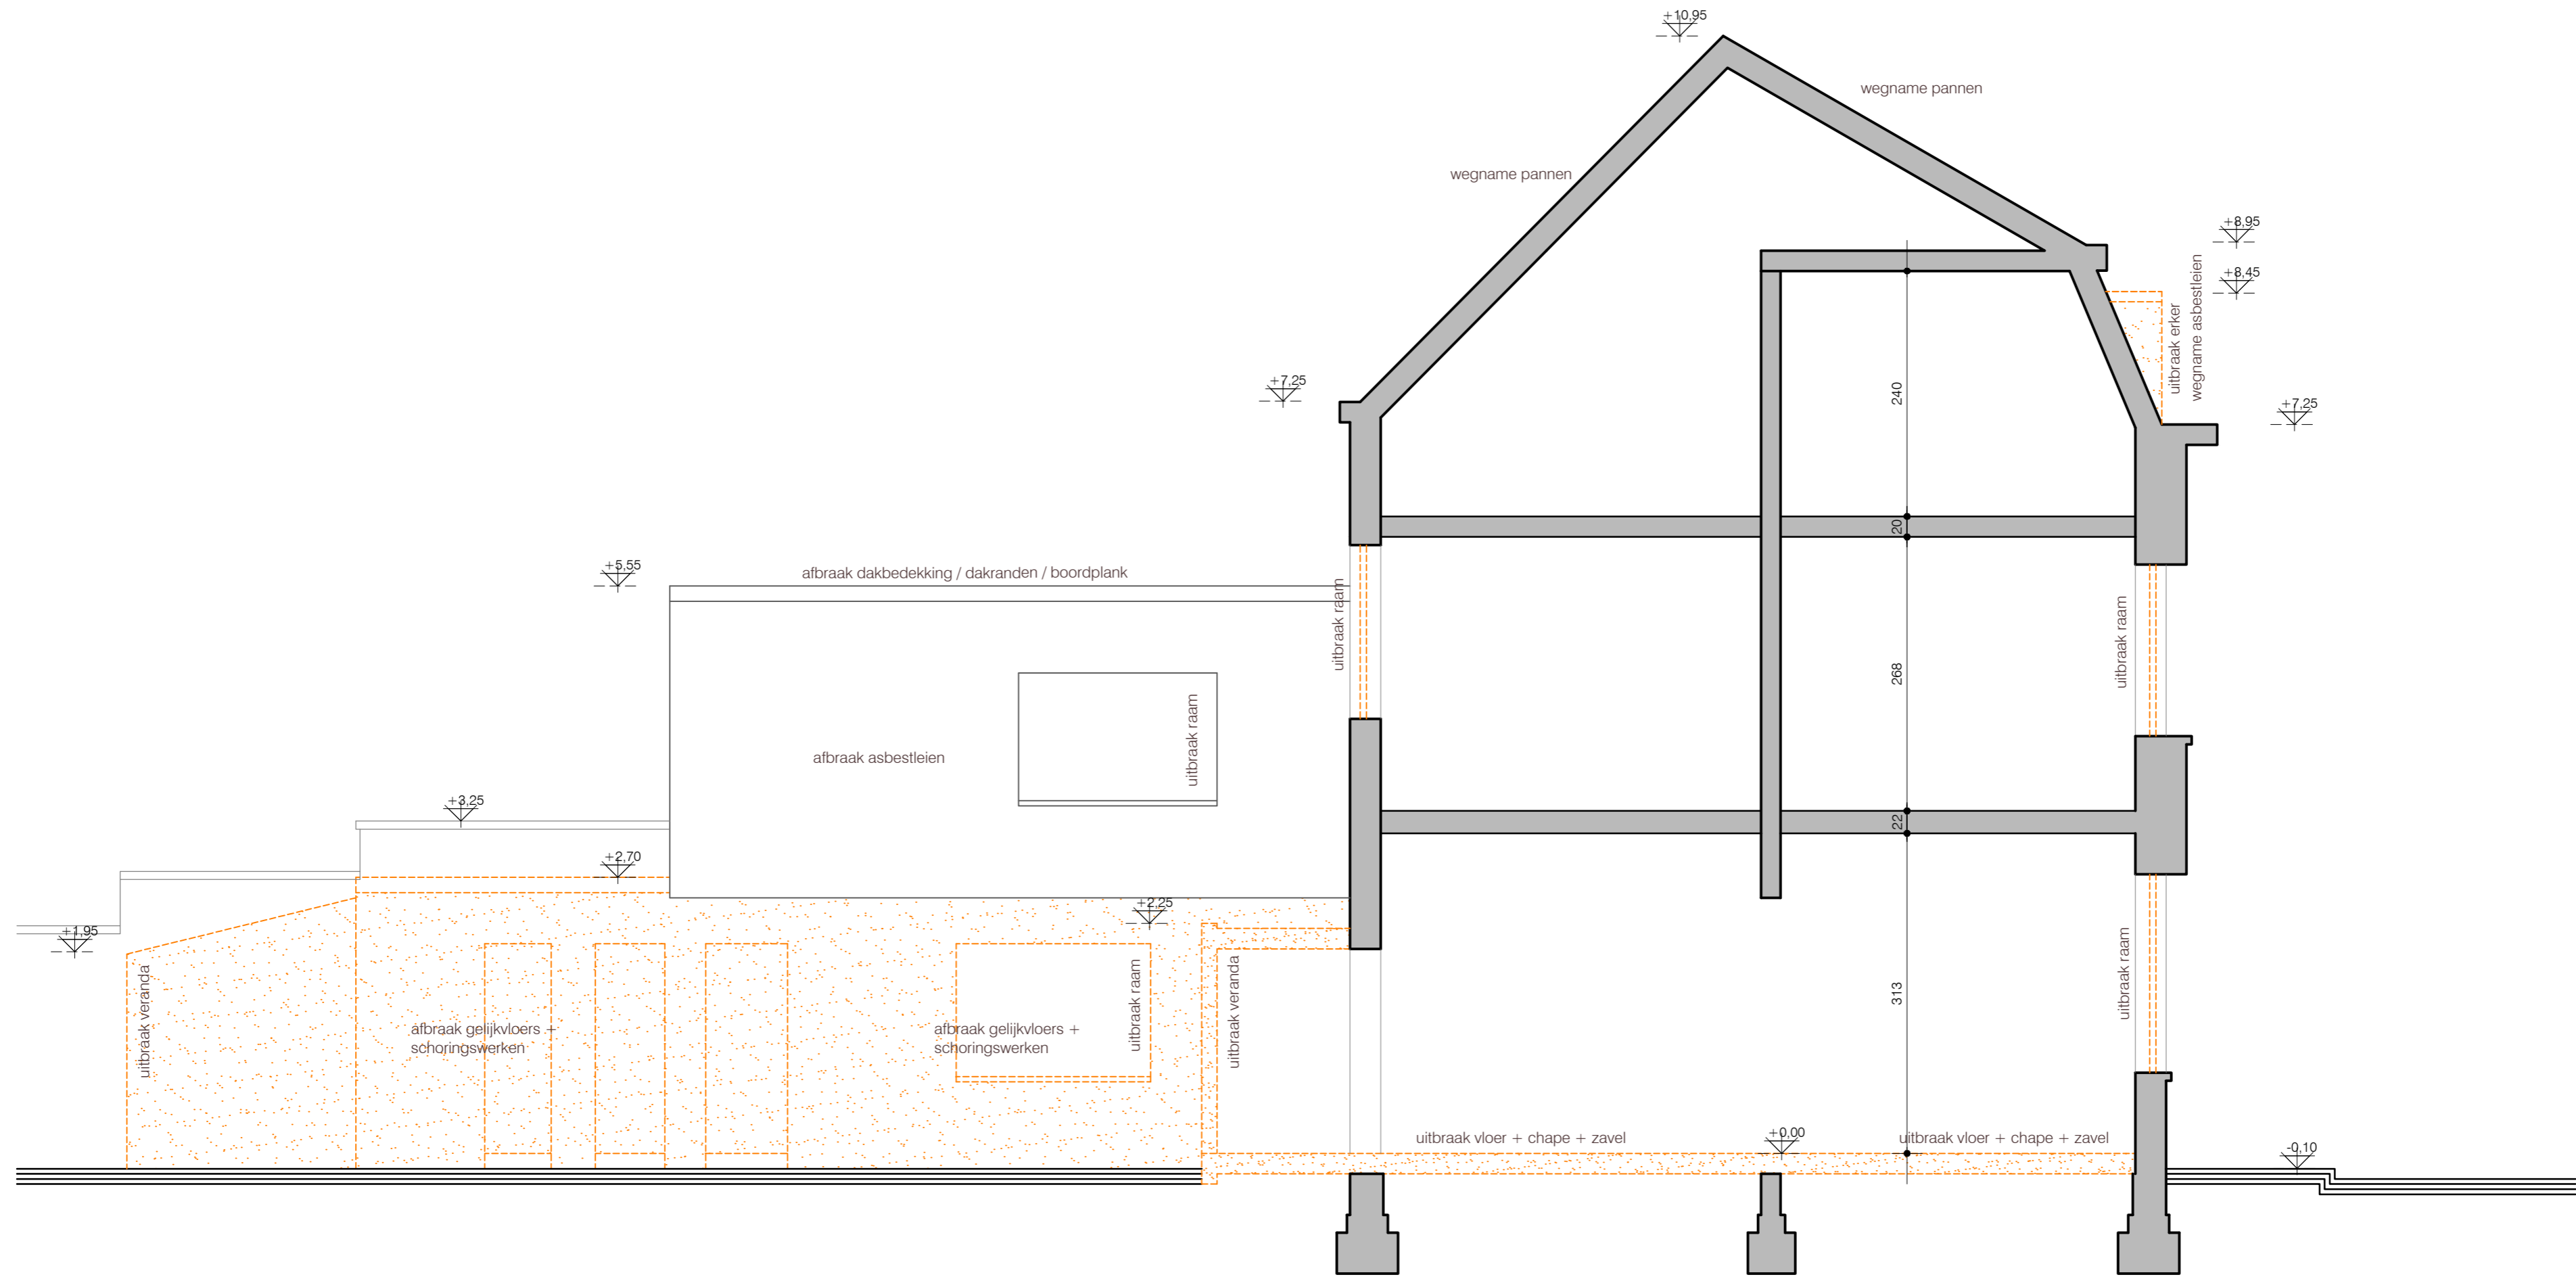 +10,95
wegname pannen
wegname pannen
+8,95
+8,45
uitbraak erker
wegname asbestleien
+7,25
+7,25
240
20
+5,55
afbraak dakbedekking / dakranden / boordplank
uitbraak raam
uitbraak raam
268
uitbraak raam
afbraak asbestleien
+3,25
22
+2,70
+2,25
+1,95
uitbraak veranda
afbraak gelijkvloers +
schoringswerken
afbraak gelijkvloers +
schoringswerken
uitbraak raam
uitbraak veranda
313
uitbraak raam
uitbraak vloer + chape + zavel
+0,00
uitbraak vloer + chape + zavel
-0,10